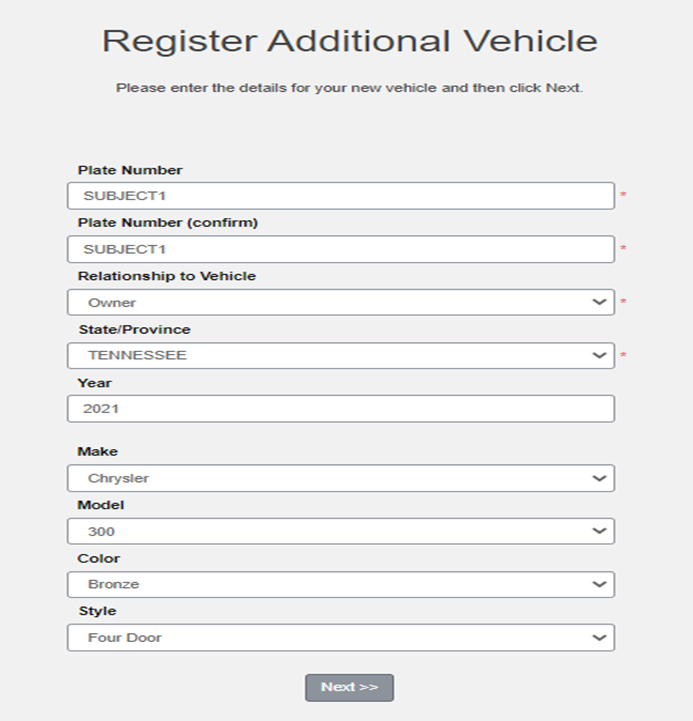 Register Additional Vehicle
Please enter the details for your new vehicle and then click Next.
Plate Number
SUBJECT1 *
Plate Number (confirm)
SUBJECT1 *
Relationship to Vehicle
Owner *
State/Province
TENNESSEE *
Year
2021
Make
Chrysler
Model
300
Color
Bronze
Style
Four Door
Next >>